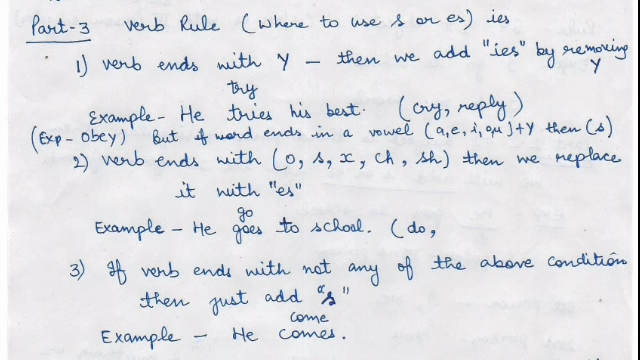 Part-3 verb Rule (where to use s or es) ies
1) verb ends with Y – then we add "ies" by removing Y
try
Example- He tries his best. (cry, reply)
(Exp - Obey) But if word ends in a vowel (a,e,i,o,u)+Y then (s)
2) verb ends with (o, s, x, ch, sh) then we replace
it with "es"
go
Example – He goes to school. (do,
3) If verb ends with not any of the above condition
then just add "s"
come
Example – He comes.